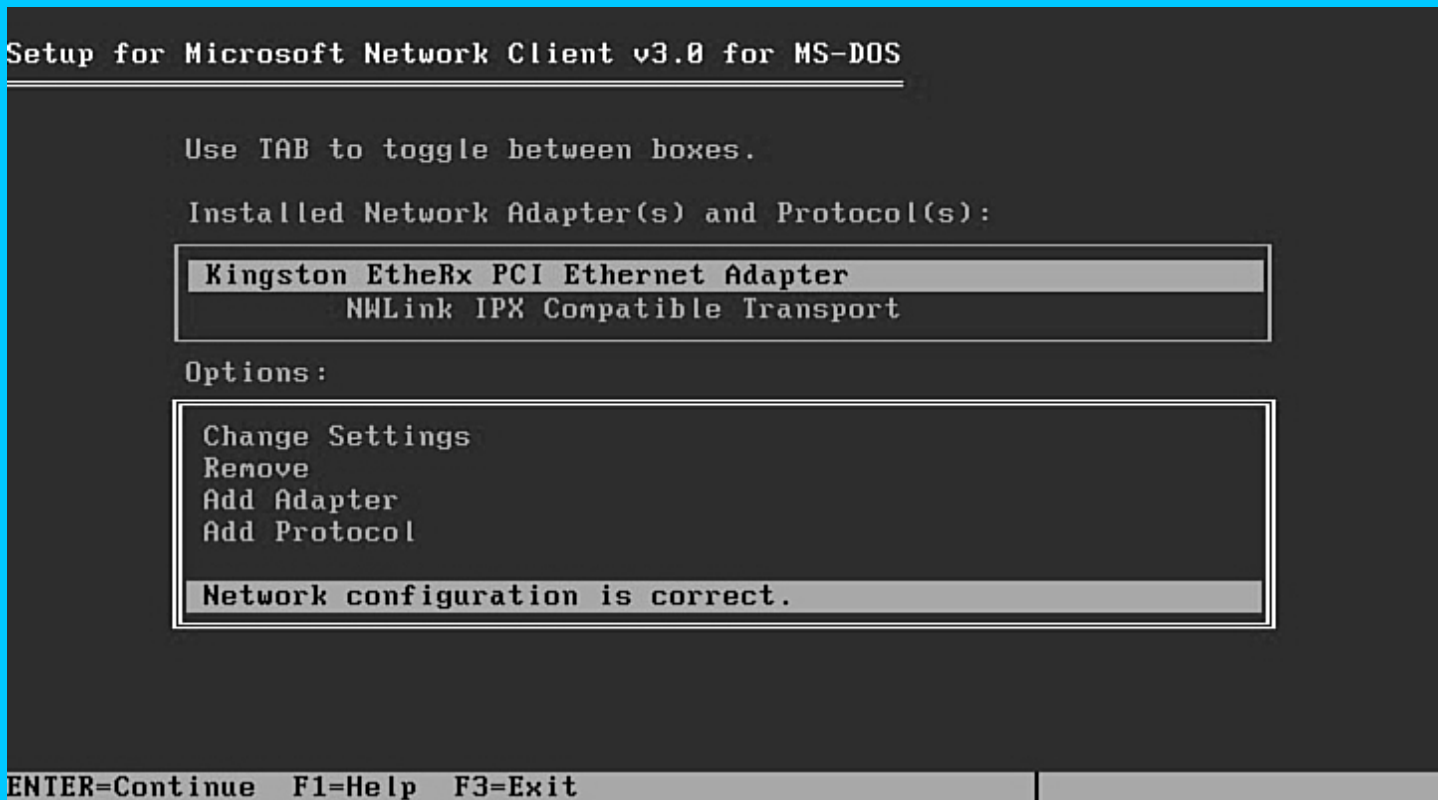 Setup for Microsoft Network Client v3.0 for MS-DOS
Use TAB to toggle between boxes.
Installed Network Adapter(s) and Protocol(s):
Kingston EtheRx PCI Ethernet Adapter
NWLink IPX Compatible Transport
Options:
Change Settings
Remove
Add Adapter
Add Protocol
Network configuration is correct.
ENTER=Continue  F1=Help  F3=Exit